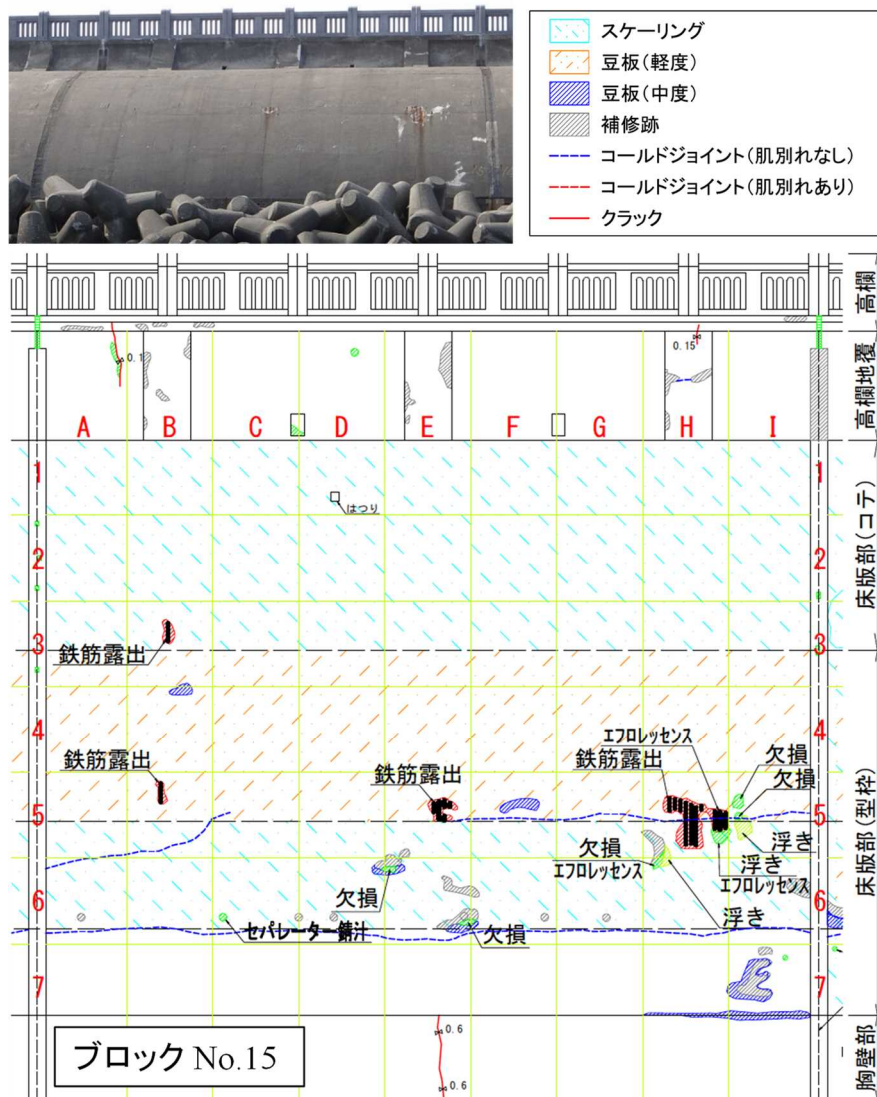 スケーリング
豆板(軽度)
豆板(中度)
補修跡
コールドジョイント(肌別れなし)
コールドジョイント(肌別れあり)
クラック
高欄
高欄地覆
床版部(コテ)
床版部(型枠)
胸壁部
0.1
0.15
A B C D E F G H I
1 1
はつり
2 2
3 3
鉄筋露出
4 4
エフロレッセンス
鉄筋露出 鉄筋露出 鉄筋露出 欠損
欠損
5 5
浮き
欠損 浮き
エフロレッセンス エフロレッセンス
欠損
6 6
浮き
セパレーター錆汁 欠損
7 7
0.6
ブロック No.15
0.6